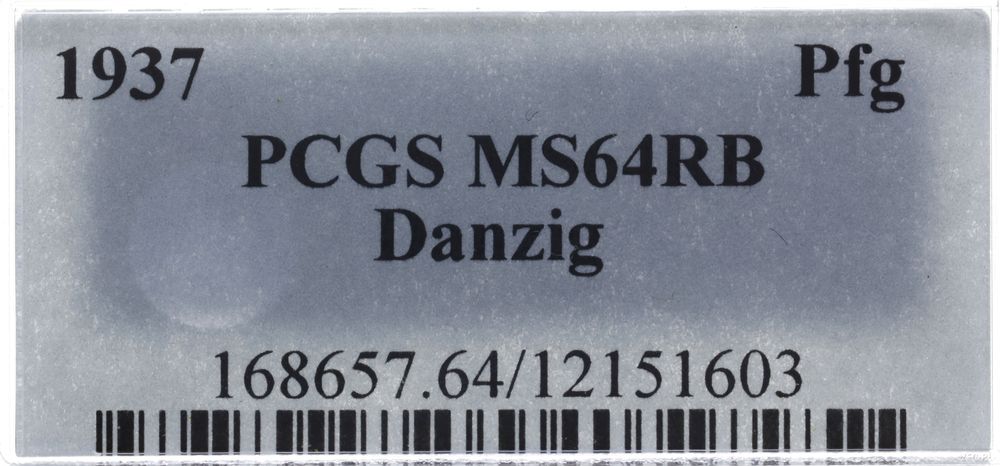 1937 Pfg
PCGS MS64RB
Danzig
168657.64/12151603